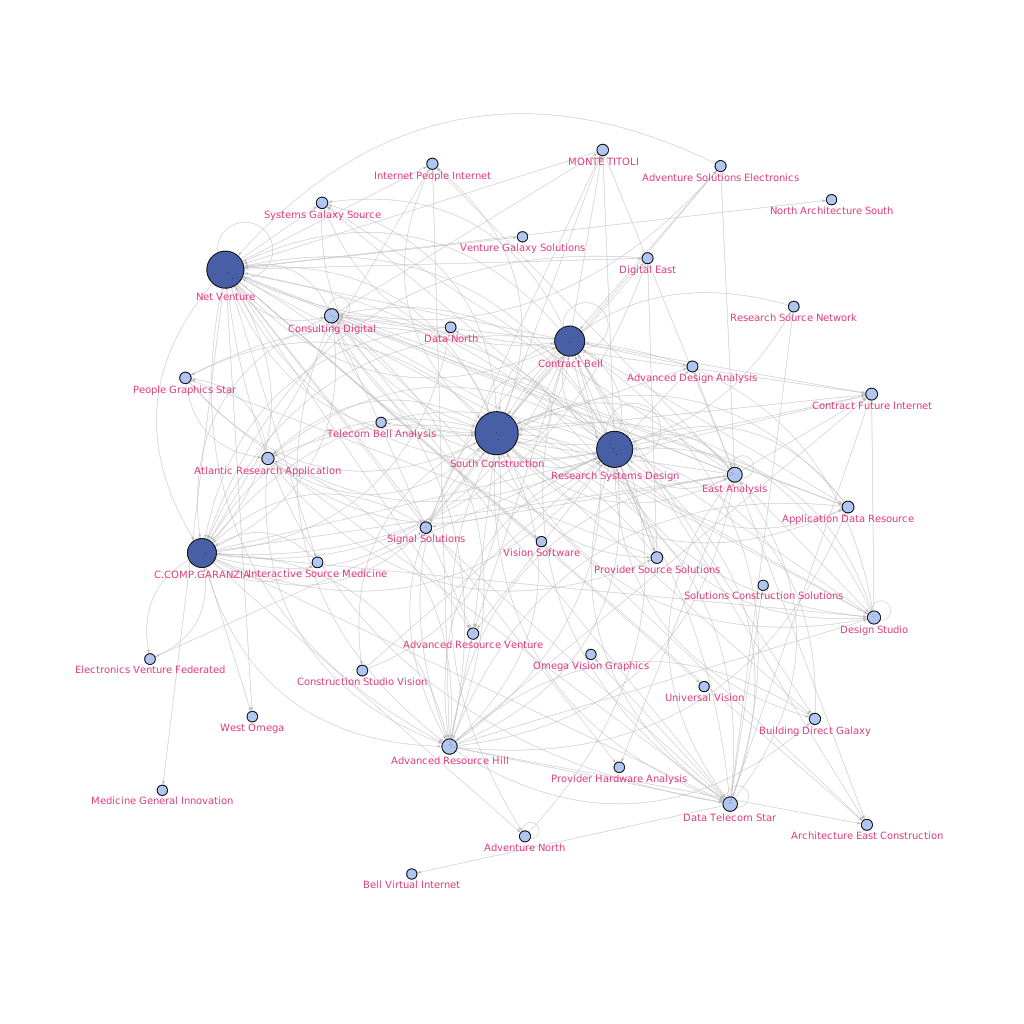 MONTE TITOLI
Internet People Internet
Adventure Solutions Electronics
Systems Galaxy Source
North Architecture South
Venture Galaxy Solutions
Digital East
Net Venture
Research Source Network
Consulting Digital
Data North
Contract Bell
Advanced Design Analysis
People Graphics Star
Contract Future Internet
Telecom Bell Analysis
South Construction
Atlantic Research Application
Research Systems Design
East Analysis
Application Data Resource
Signal Solutions
Vision Software
Provider Source Solutions
C.COMP.GARANZIA
Interactive Source Medicine
Solutions Construction Solutions
Design Studio
Advanced Resource Venture
Electronics Venture Federated
Omega Vision Graphics
Construction Studio Vision
Universal Vision
West Omega
Building Direct Galaxy
Advanced Resource Hill
Provider Hardware Analysis
Medicine General Innovation
Data Telecom Star
Architecture East Construction
Adventure North
Bell Virtual Internet